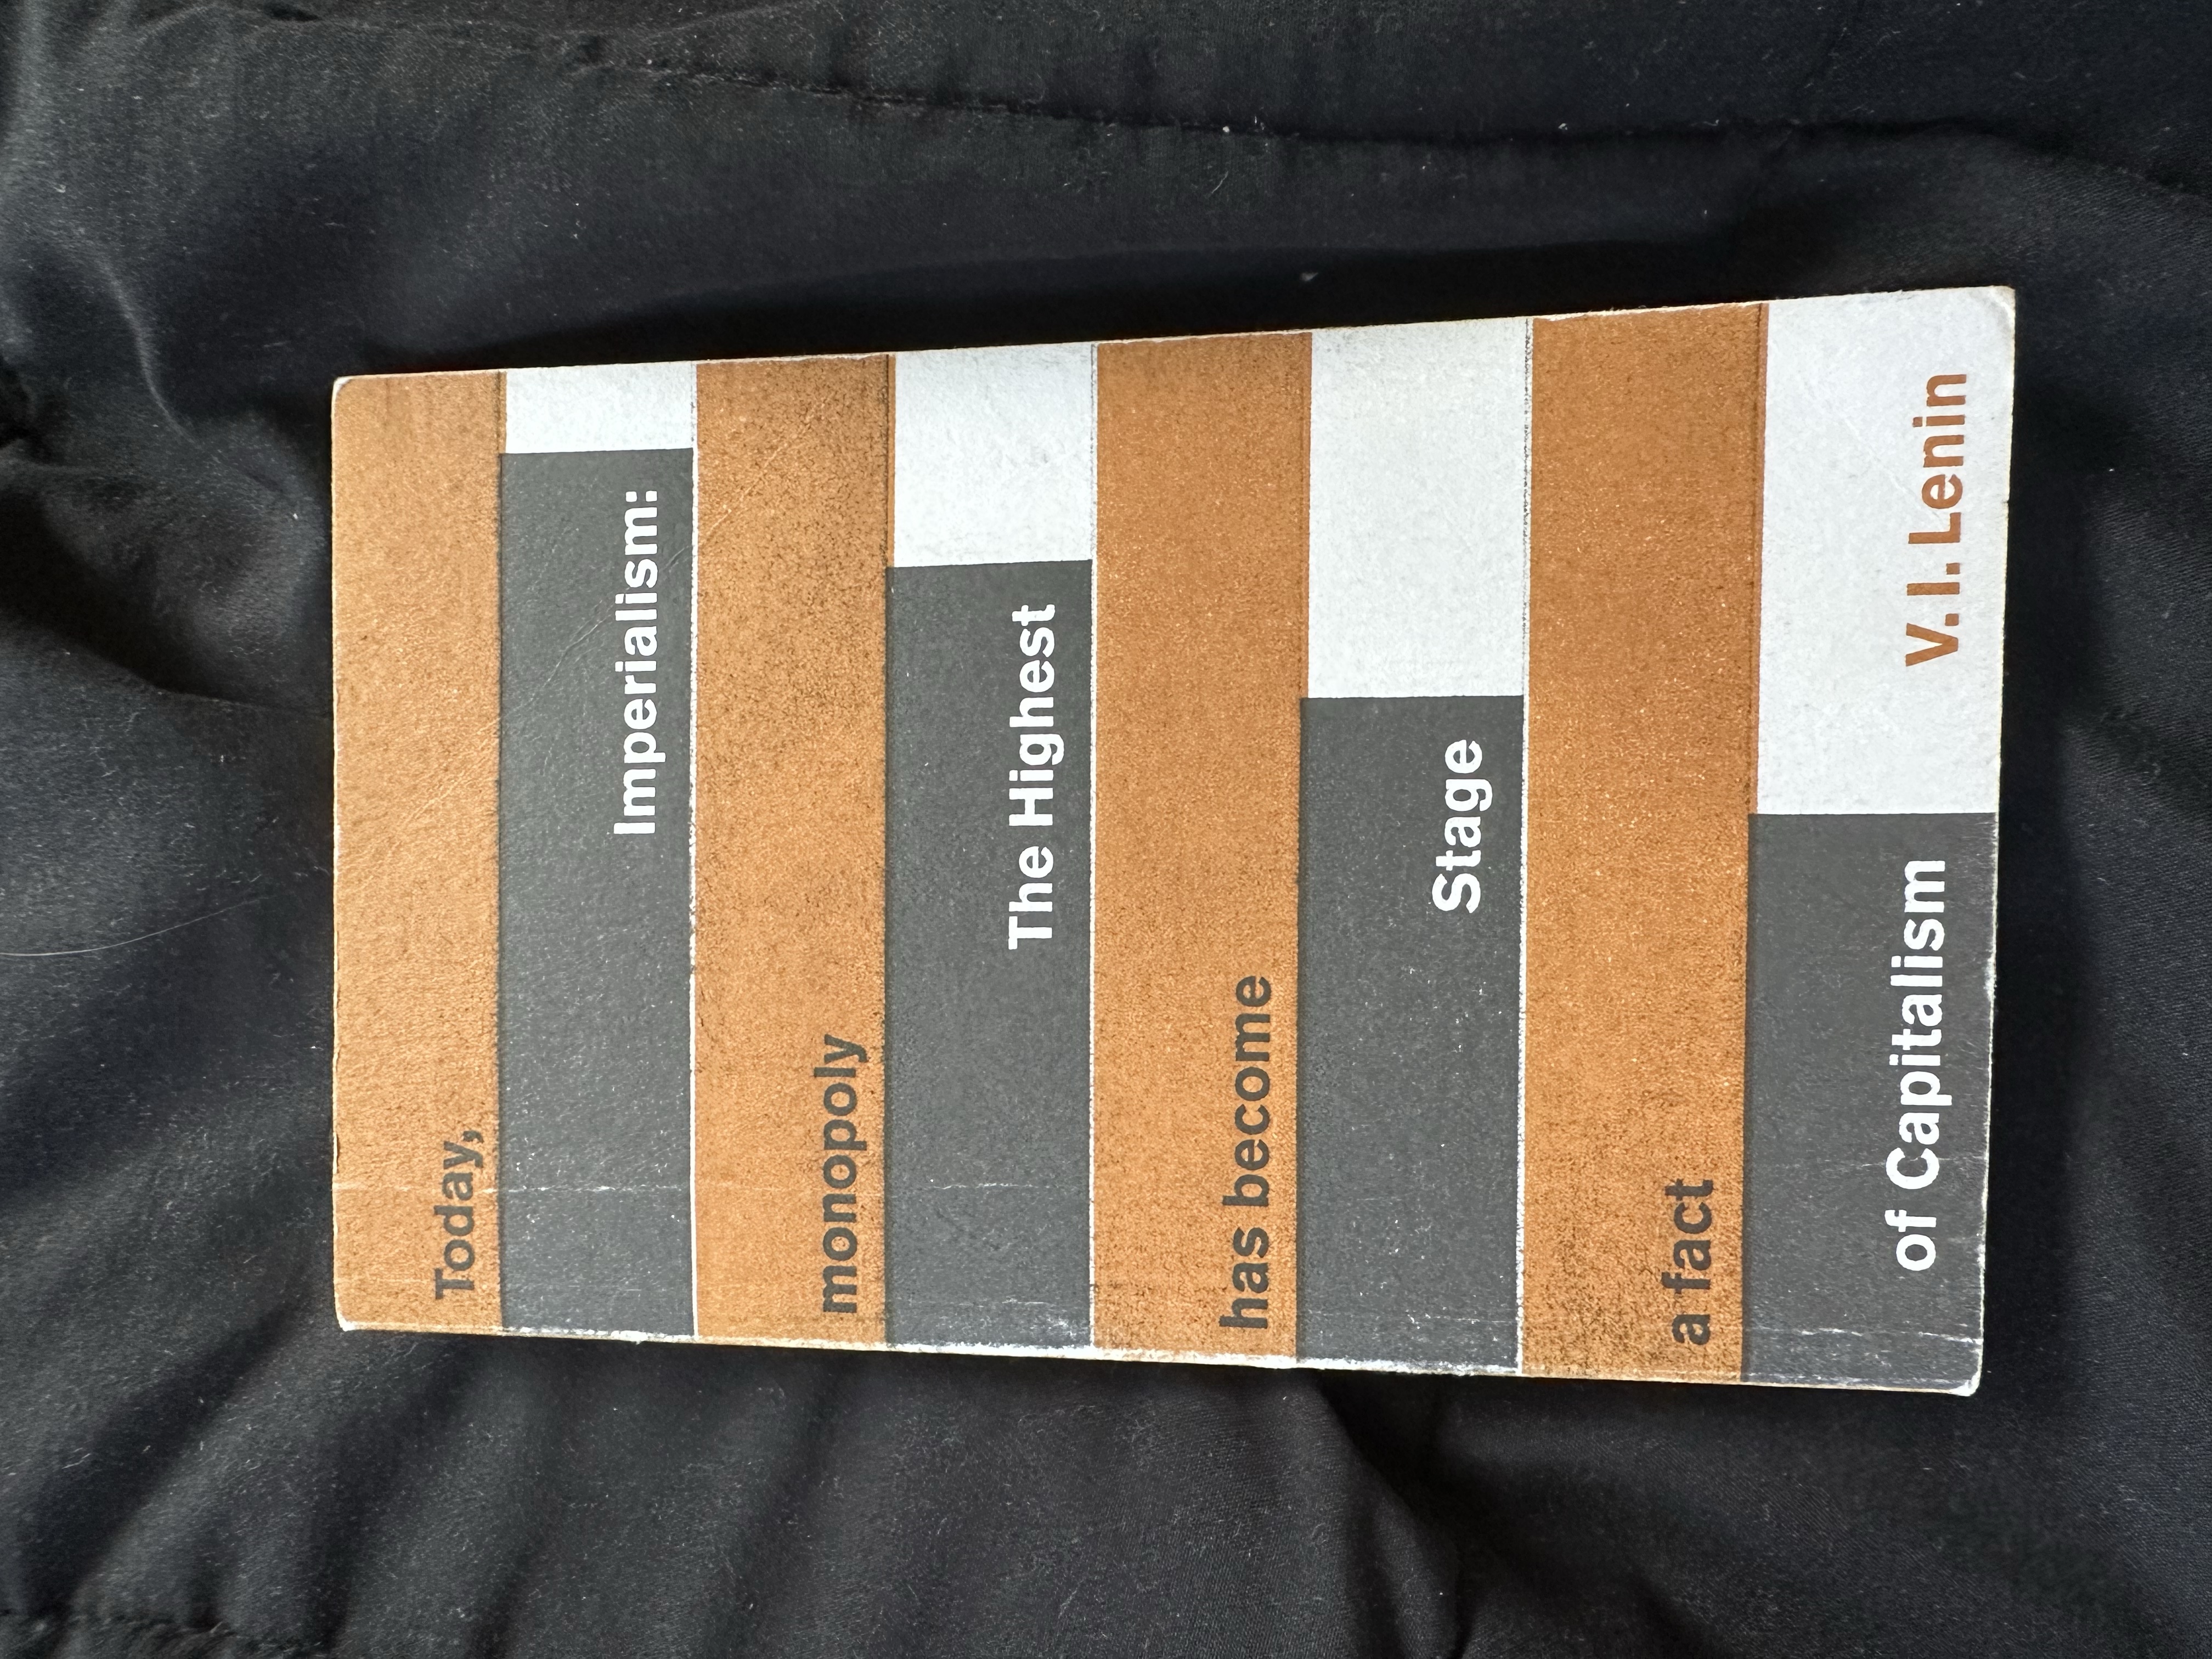 Today,
Imperialism:
monopoly
The Highest
has become
Stage
a fact
of Capitalism
V. I. Lenin